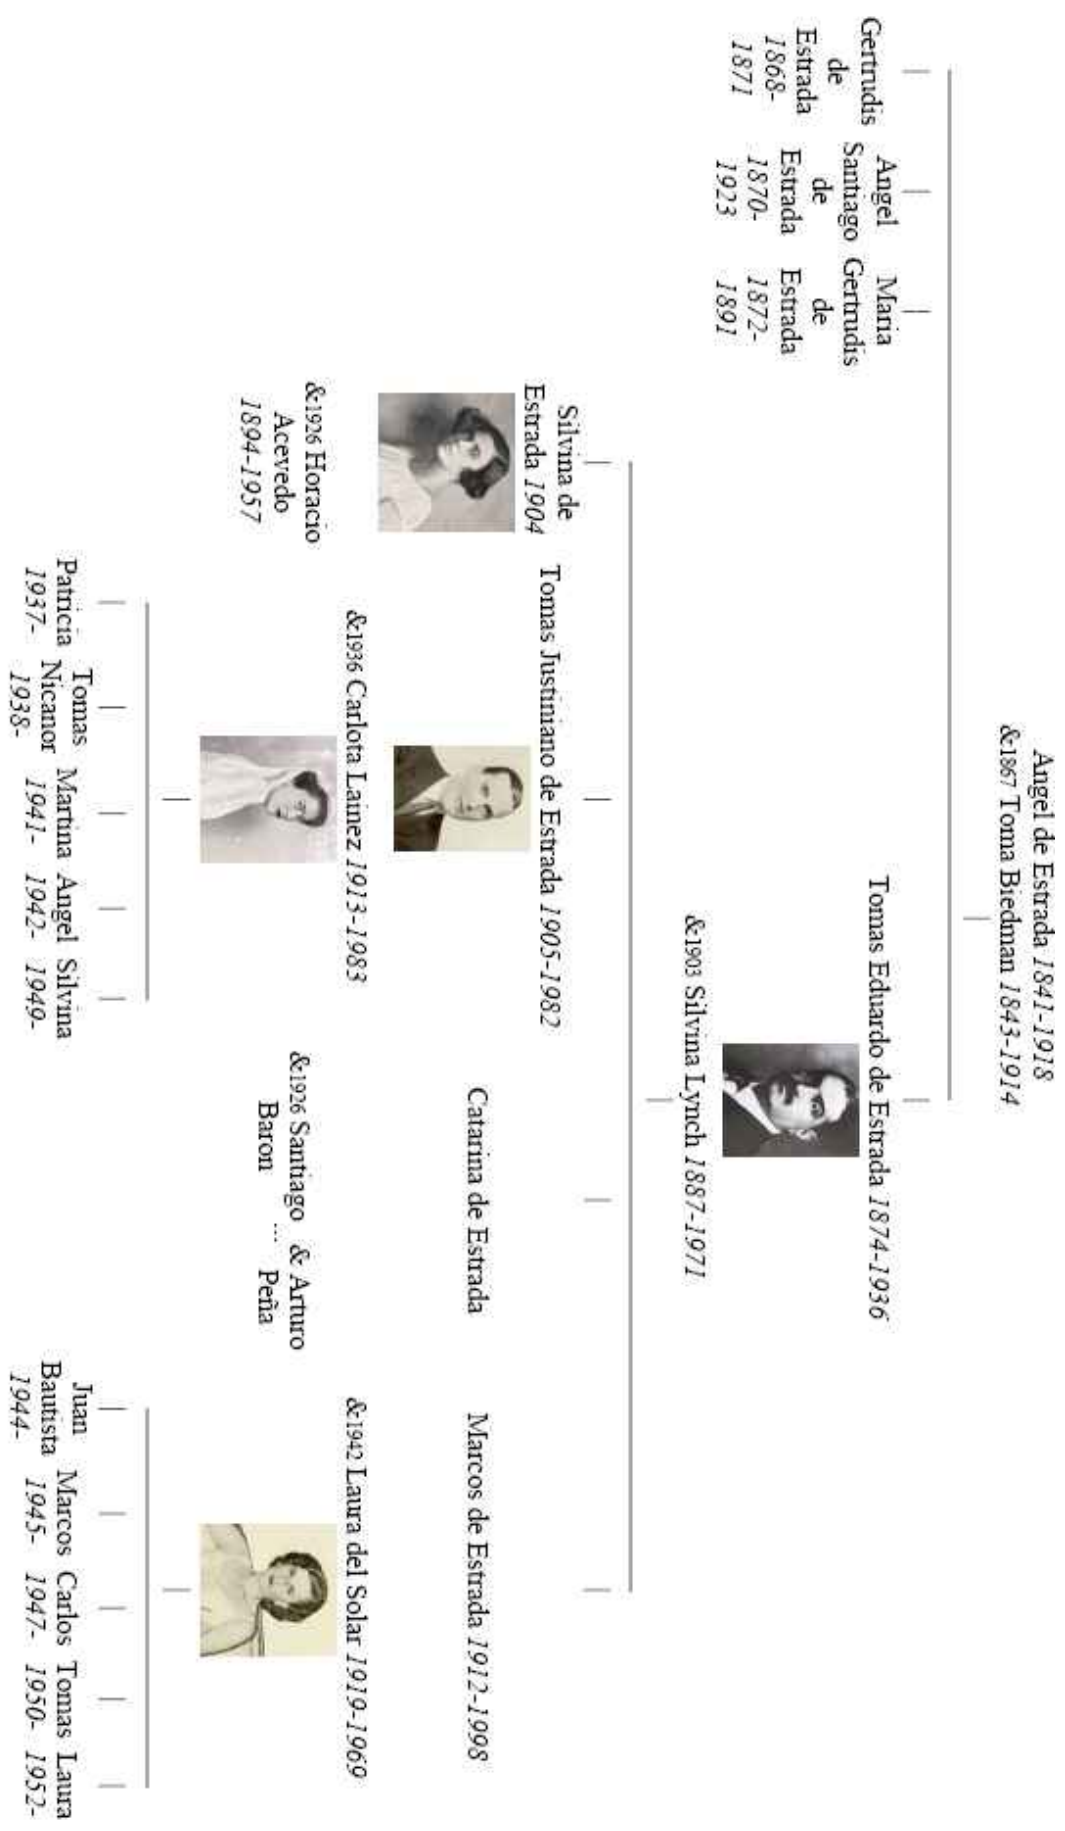 Angel de Estrada 1841-1918
&1867 Toma Biedman 1843-1914
Gertrudis
de
Estrada
1868-
1871
Angel
Santiago
de
Estrada
1870-
1923
Maria
Gertrudis
de
Estrada
1872-
1891
Tomas Eduardo de Estrada 1874-1936
&1903 Silvina Lynch 1887-1971
Silvina de
Estrada 1904
&1926 Horacio
Acevedo
1894-1957
Tomas Justiniano de Estrada 1905-1982
&1936 Carlota Lainez 1913-1983
Catarina de Estrada
&1926 Santiago
Baron
...
& Arturo
Peña
Marcos de Estrada 1912-1998
&1942 Laura del Solar 1919-1969
Patricia
1937-
Tomas
Nicanor
1938-
Martina
1941-
Angel
1942-
Silvina
1949-
Juan
Bautista
1944-
Marcos
1945-
Carlos
1947-
Tomas
1950-
Laura
1952-